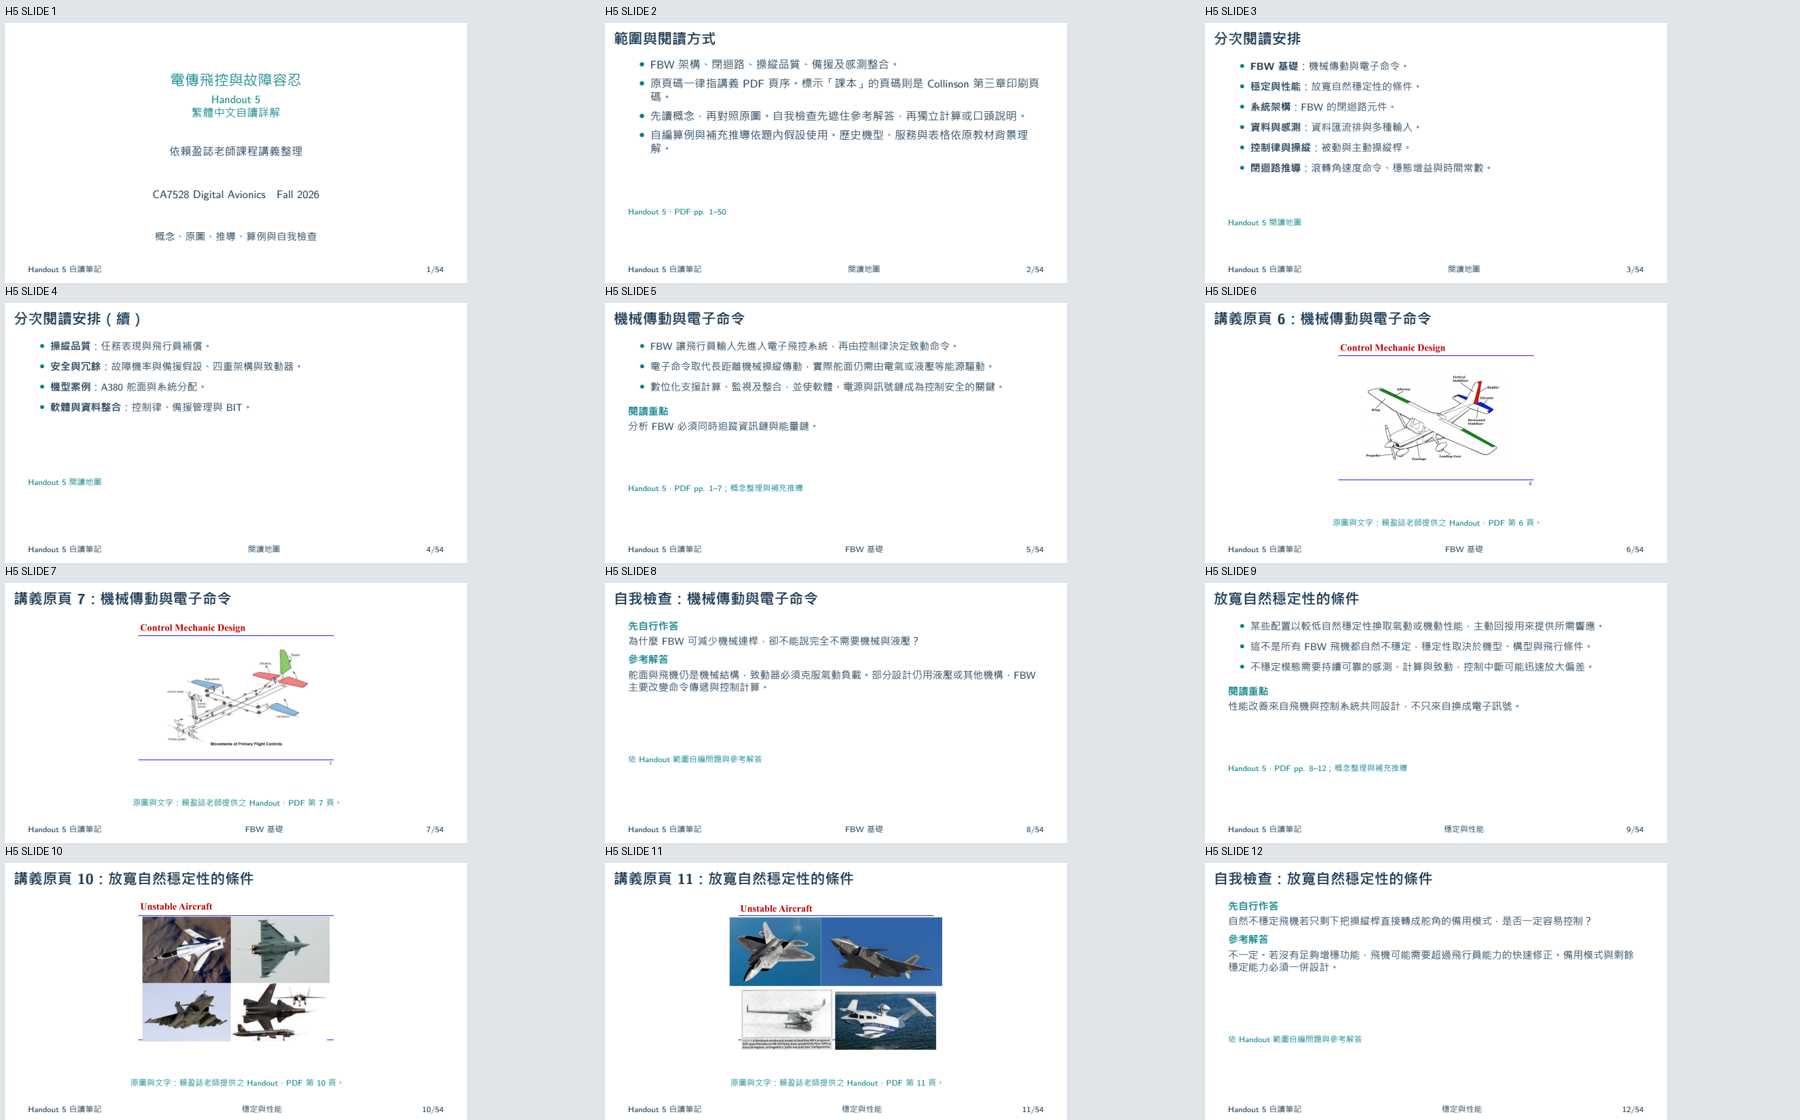 H5 SLIDE 1
電傳飛控與故障容忍
Handout 5
繁體中文自讀詳解
依賴盈誌老師課程講義整理
CA7528 Digital Avionics Fall 2026
概念、原圖、推導、算例與自我檢查
Handout 5 自讀筆記
1/54
H5 SLIDE 2
範圍與閱讀方式
• FBW 架構、閉迴路、操縱品質、備援及感測整合。
• 原頁碼一律指講義 PDF 頁序。標示「課本」的頁碼則是 Collinson 第三章印刷頁
碼。
• 先讀概念，再對照原圖。自我檢查先遮住參考解答，再獨立計算或口頭說明。
• 自編算例與補充推導依題內假設使用。歷史機型、服務與表格依原教材背景理
解。
Handout 5 · PDF pp. 1–50
Handout 5 自讀筆記
閱讀地圖
2/54
H5 SLIDE 3
分次閱讀安排
• FBW 基礎：機械傳動與電子命令。
• 穩定與性能：放寬自然穩定性的條件。
• 系統架構：FBW 的閉迴路元件。
• 資料與感測：資料匯流排與多種輸入。
• 控制律與操縱：被動與主動操縱桿。
• 閉迴路推導：滾轉角速度命令、穩態增益與時間常數。
Handout 5 閱讀地圖
Handout 5 自讀筆記
閱讀地圖
3/54
H5 SLIDE 4
分次閱讀安排（續）
• 操縱品質：任務表現與飛行員補償。
• 安全與冗餘：故障機率與備援假設、四重架構與致動器。
• 機型案例：A380 舵面與系統分配。
• 軟體與資料整合：控制律、備援管理與 BIT。
Handout 5 閱讀地圖
Handout 5 自讀筆記
閱讀地圖
4/54
H5 SLIDE 5
機械傳動與電子命令
• FBW 讓飛行員輸入先進入電子飛控系統，再由控制律決定致動命令。
• 電子命令取代長距離機械操縱傳動，實際舵面仍需由電氣或液壓等能源驅動。
• 數位化支援計算、監視及整合，並使軟體、電源與訊號鏈成為控制安全的關鍵。
閱讀重點
分析 FBW 必須同時追蹤資訊鏈與能量鏈。
Handout 5 · PDF pp. 1–7；概念整理與補充推導
Handout 5 自讀筆記
FBW 基礎
5/54
H5 SLIDE 6
講義原頁 6：機械傳動與電子命令
Control Mechanic Design
Vertical
Stabilizer
Rudder
Elevator
Horizontal
Stabilizer
Ailerons
Wing
Propeller
Fuselage
Landing Gear
6
原圖與文字：賴盈誌老師提供之 Handout · PDF 第 6 頁。
Handout 5 自讀筆記
FBW 基礎
6/54
H5 SLIDE 7
講義原頁 7：機械傳動與電子命令
Control Mechanic Design
Movements of Primary Flight Controls
7
原圖與文字：賴盈誌老師提供之 Handout · PDF 第 7 頁。
Handout 5 自讀筆記
FBW 基礎
7/54
H5 SLIDE 8
自我檢查：機械傳動與電子命令
先自行作答
為什麼 FBW 可減少機械連桿，卻不能說完全不需要機械與液壓？
參考解答
舵面與飛機仍是機械結構，致動器必須克服氣動負載。部分設計仍用液壓或其他機構，FBW
主要改變命令傳遞與控制計算。
依 Handout 範圍自編問題與參考解答
Handout 5 自讀筆記
FBW 基礎
8/54
H5 SLIDE 9
放寬自然穩定性的條件
• 某些配置以較低自然穩定性換取氣動或機動性能，主動回授用來提供所需響應。
• 這不是所有 FBW 飛機都自然不穩定，穩定性取決於機型、構型與飛行條件。
• 不穩定模態需要持續可靠的感測、計算與致動，控制中斷可能迅速放大偏差。
閱讀重點
性能改善來自飛機與控制系統共同設計，不只來自換成電子訊號。
Handout 5 · PDF pp. 8–12；概念整理與補充推導
Handout 5 自讀筆記
穩定與性能
9/54
H5 SLIDE 10
講義原頁 10：放寬自然穩定性的條件
Unstable Aircraft
原圖與文字：賴盈誌老師提供之 Handout · PDF 第 10 頁。
Handout 5 自讀筆記
穩定與性能
10/54
H5 SLIDE 11
講義原頁 11：放寬自然穩定性的條件
Unstable Aircraft
原圖與文字：賴盈誌老師提供之 Handout · PDF 第 11 頁。
Handout 5 自讀筆記
穩定與性能
11/54
H5 SLIDE 12
自我檢查：放寬自然穩定性的條件
先自行作答
自然不穩定飛機若只剩下把操縱桿直接轉成舵角的備用模式，是否一定容易控制？
參考解答
不一定。若沒有足夠增穩功能，飛機可能需要超過飛行員能力的快速修正。備用模式與剩餘
穩定能力必須一併設計。
依 Handout 範圍自編問題與參考解答
Handout 5 自讀筆記
穩定與性能
12/54